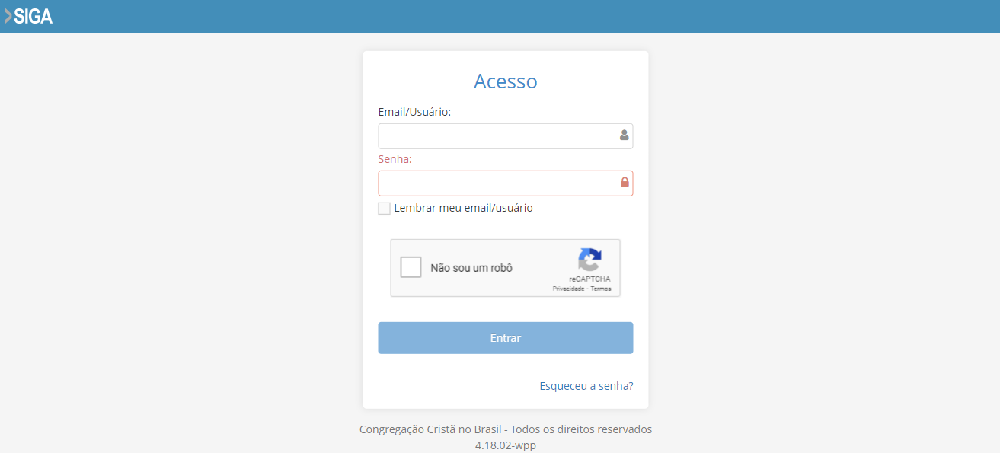 SIGA
Acesso
Email/Usuário:
Senha:
Lembrar meu email/usuário
Não sou um robô
reCAPTCHA
Privacidade - Termos
Entrar
Esqueceu a senha?
Congregação Cristã no Brasil - Todos os direitos reservados
4.18.02-wpp